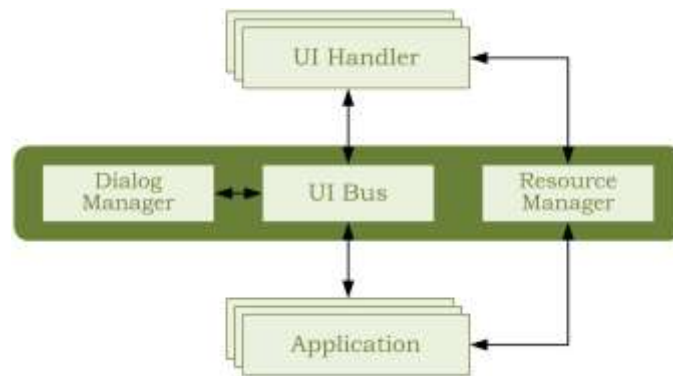 UI Handler
Dialog
Manager
UI Bus
Resource
Manager
Application